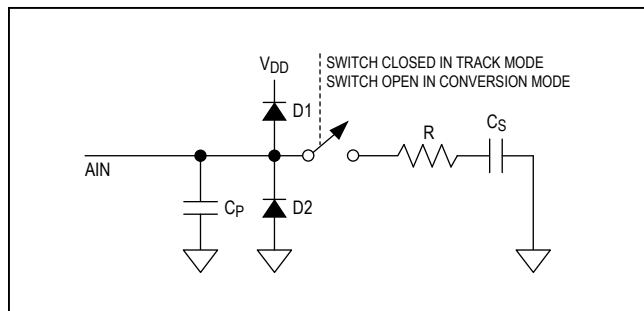 SWITCH CLOSED IN TRACK MODE
SWITCH OPEN IN CONVERSION MODE
VDD
D1
R
CS
AIN
CP
D2